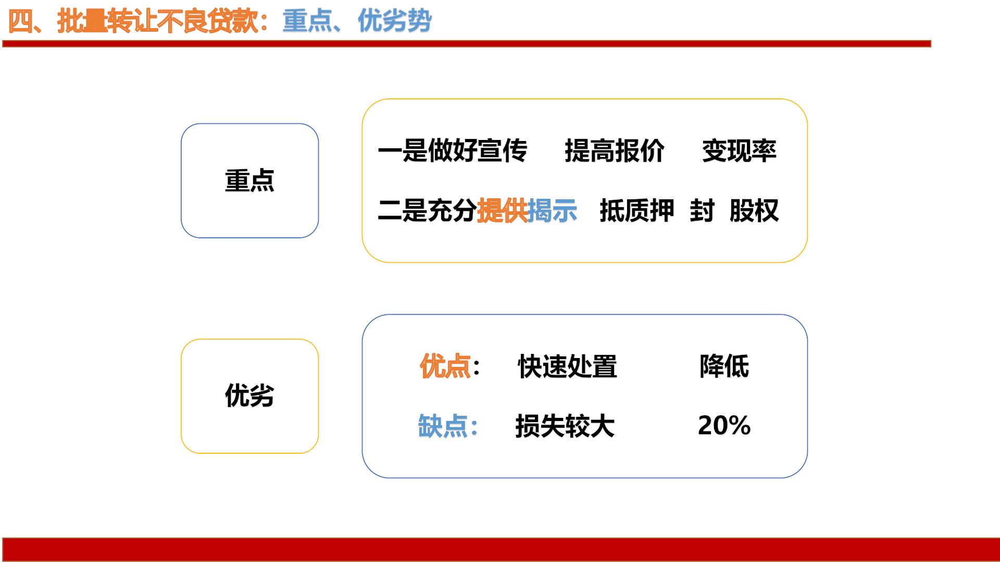 四、批量转让不良贷款：重点、优劣势
重点
一是做好宣传 提高报价 变现率
二是充分提供揭示 抵质押 封 股权
优劣
优点： 快速处置 降低
缺点： 损失较大 20%